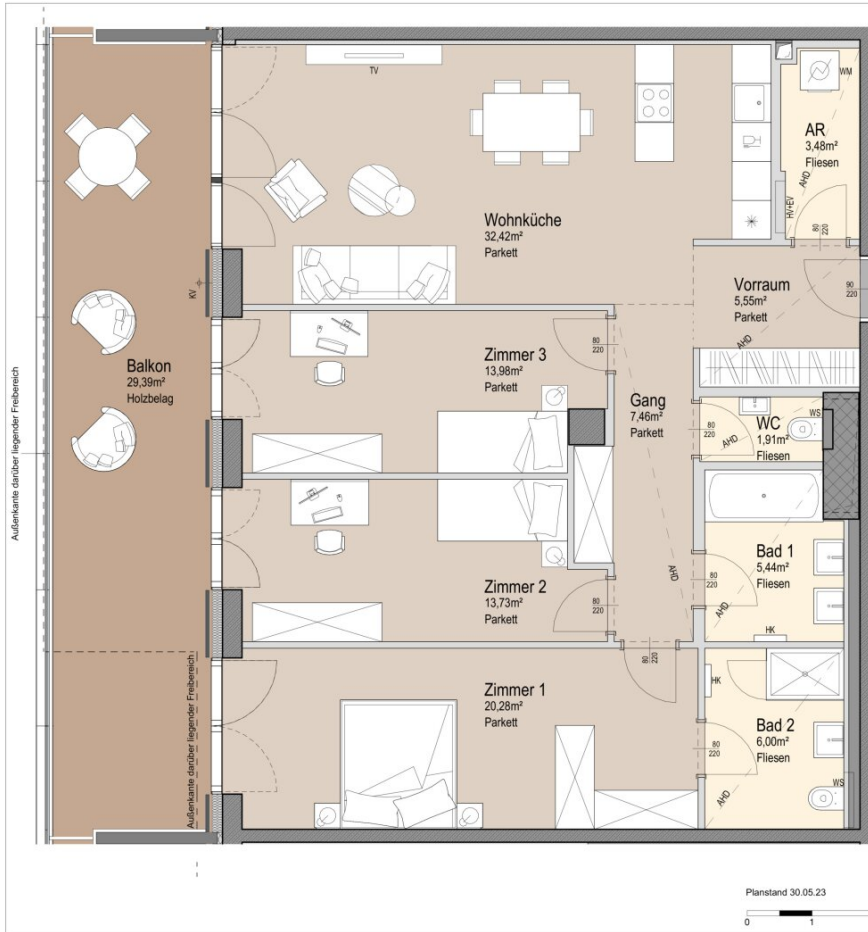 TV
WM
AR
3,48m²
Fliesen
AHD
HV+EV
80
220
Wohnküche
32,42m²
Parkett
Vorraum
5,55m²
Parkett
90
220
AHD
KV
Balkon
29,39m²
Holzbelag
Außenkante darüber liegender Freibereich
Zimmer 3
13,98m²
Parkett
80
220
Gang
7,46m²
Parkett
AHD
80
220
WC
1,91m²
Fliesen
WS
AHD
Zimmer 2
13,73m²
Parkett
80
220
80
220
Bad 1
5,44m²
Fliesen
AHD
HK
80
220
Zimmer 1
20,28m²
Parkett
HK
80
220
Bad 2
6,00m²
Fliesen
WS
AHD
Außenkante darüber liegender Freibereich
Planstand 30.05.23
0 1